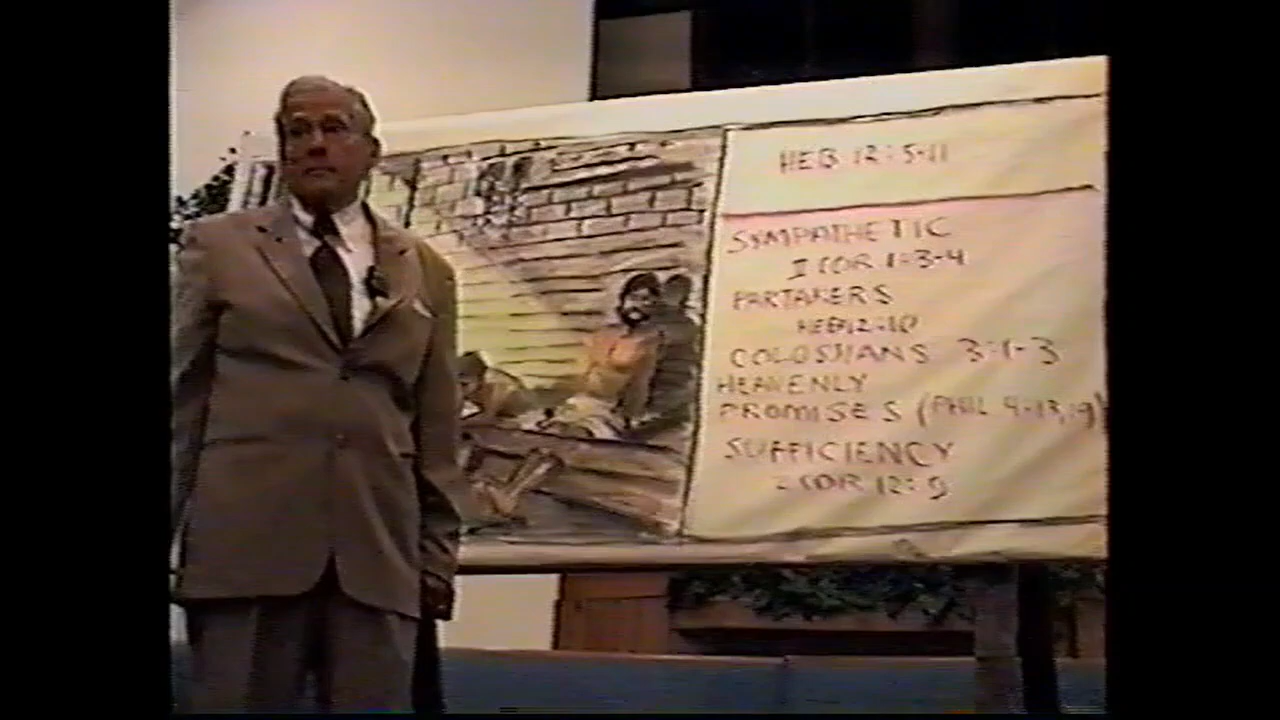 HEB 12:5-11
SYMPATHETIC
I COR 1:3-4
PARTAKERS
HEB 12:10
COLOSSIANS 3:1-3
HEAVENLY
PROMISES (PHIL 4:13,19)
SUFFICIENCY
2 COR 12:9